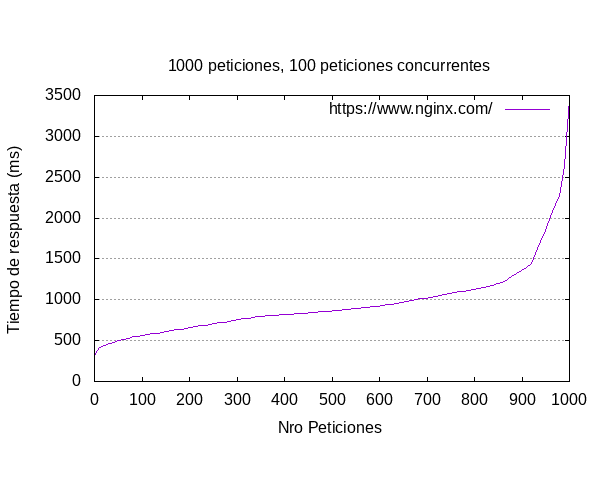 1000 peticiones, 100 peticiones concurrentes
https://www.nginx.com/
Tiempo de respuesta (ms)
3500
3000
2500
2000
1500
1000
500
0
0 100 200 300 400 500 600 700 800 900 1000
Nro Peticiones